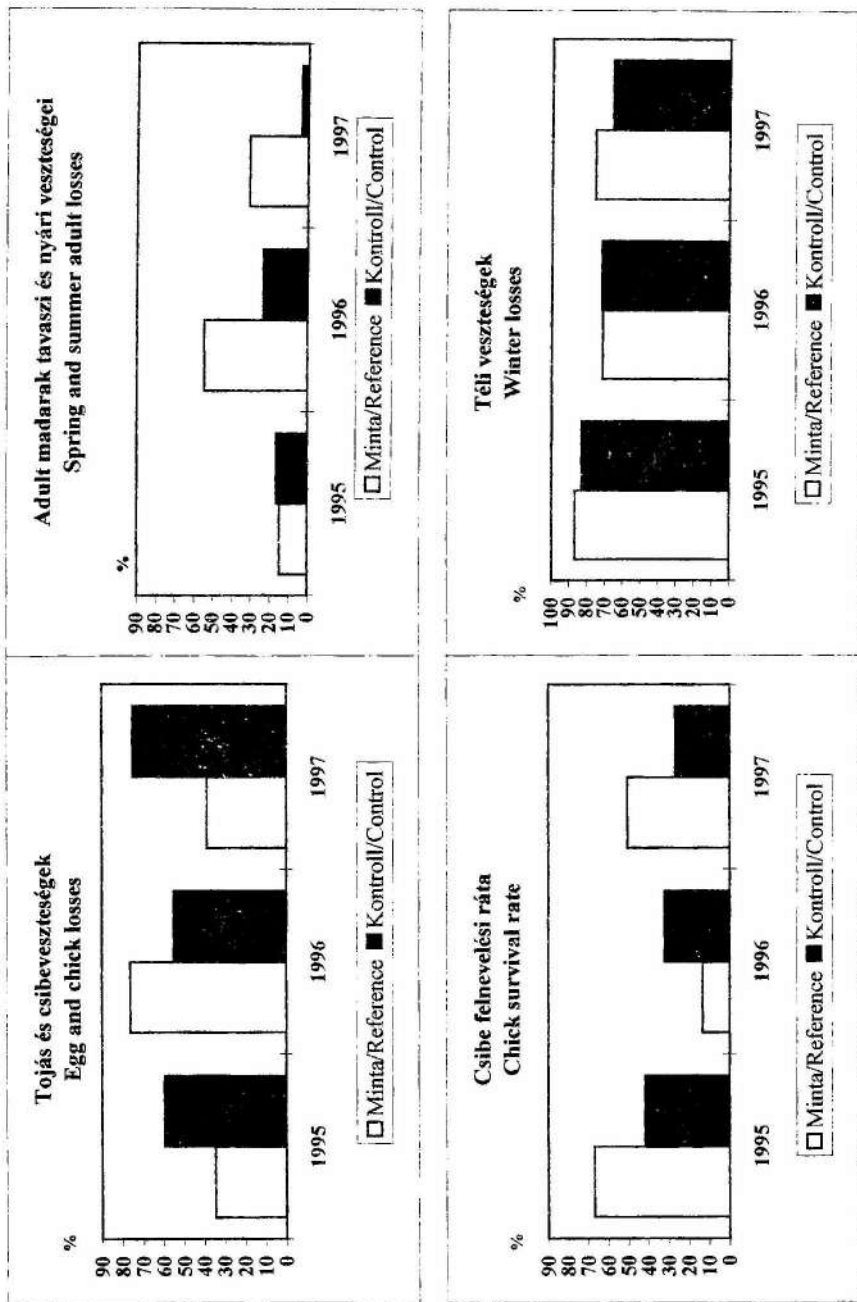 Tojás és csibeveszteségek
Egg and chick losses
%
90
80
70
60
50
40
30
20
10
0
1995 1996 1997
Minta/Reference Kontroll/Control
Adult madarak tavaszi és nyári veszteségei
Spring and summer adult losses
%
90
80
70
60
50
40
30
20
10
0
1995 1996 1997
Minta/Reference Kontroll/Control
Csibe felnevelési ráta
Chick survival rate
%
90
80
70
60
50
40
30
20
10
0
1995 1996 1997
Minta/Reference Kontroll/Control
Téli veszteségek
Winter losses
%
100
90
80
70
60
50
40
30
20
10
0
1995 1996 1997
Minta/Reference Kontroll/Control